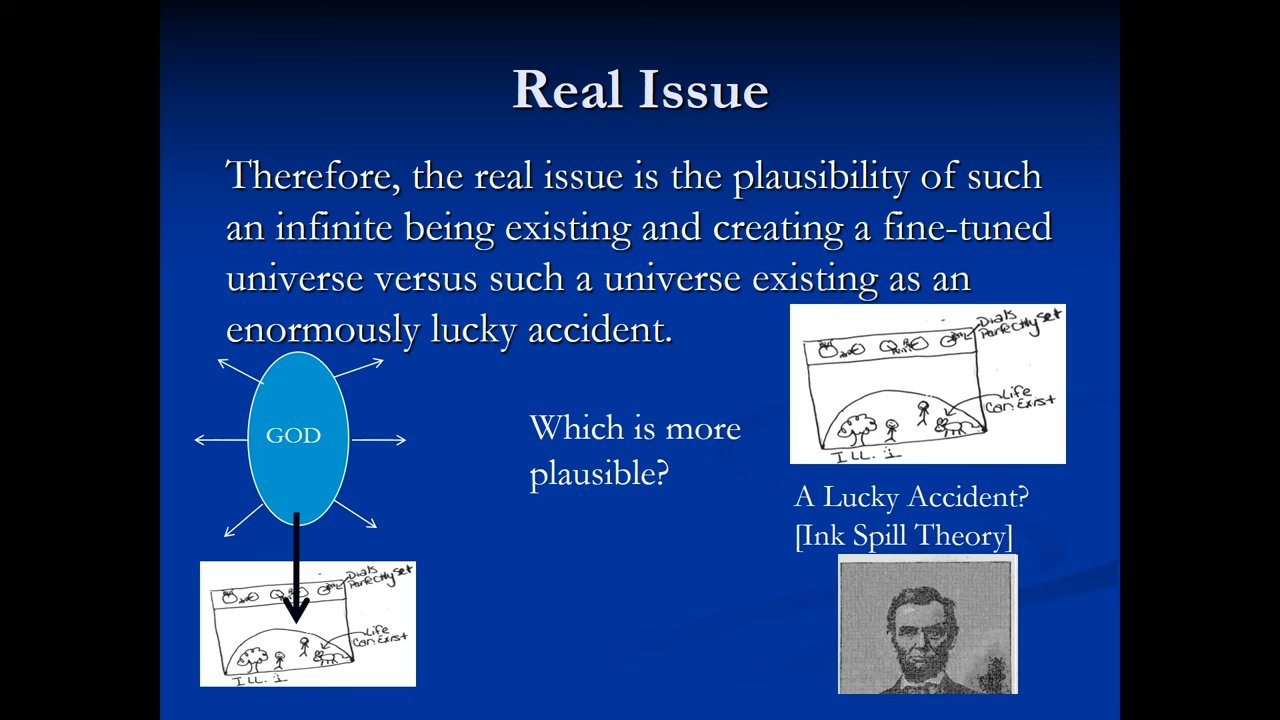 Real Issue
Therefore, the real issue is the plausibility of such
an infinite being existing and creating a fine-tuned
universe versus such a universe existing as an
enormously lucky accident.
GOD
Which is more
plausible?
Dials
Perfectly set
Life
Can Exist
ILL. 1
A Lucky Accident?
[Ink Spill Theory]
Dials
Perfectly set
Life
Can Exist
ILL. 1